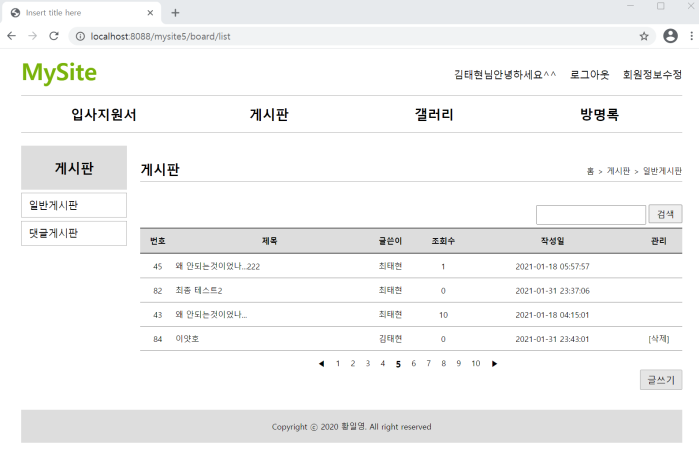 Insert title here
localhost:8088/mysite5/board/list
MySite
김태현님안녕하세요^^ 로그아웃 회원정보수정
입사지원서 게시판 갤러리 방명록
게시판
일반게시판
댓글게시판
게시판
홈 > 게시판 > 일반게시판
검색
번호 제목 글쓴이 조회수 작성일 관리
45 왜 안되는것이었나...222 최태현 1 2021-01-18 05:57:57
82 최종 테스트2 최태현 0 2021-01-31 23:37:06
43 왜 안되는것이었나... 최태현 10 2021-01-18 04:15:01
84 이얏호 김태현 0 2021-01-31 23:43:01 [삭제]
◀ 1 2 3 4 5 6 7 8 9 10 ▶
글쓰기
Copyright ⓒ 2020 황일영. All right reserved